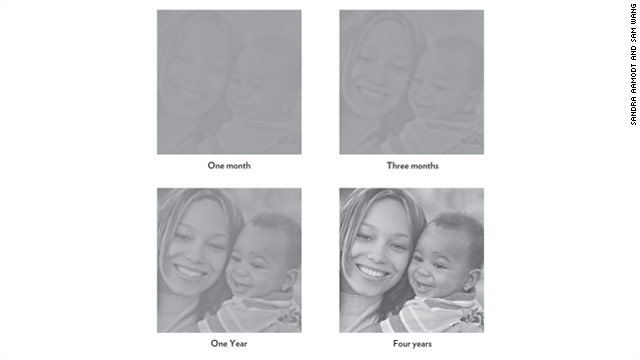 One month
Three months
One Year
Four years
SANDRA AAMODT AND SAM WANG